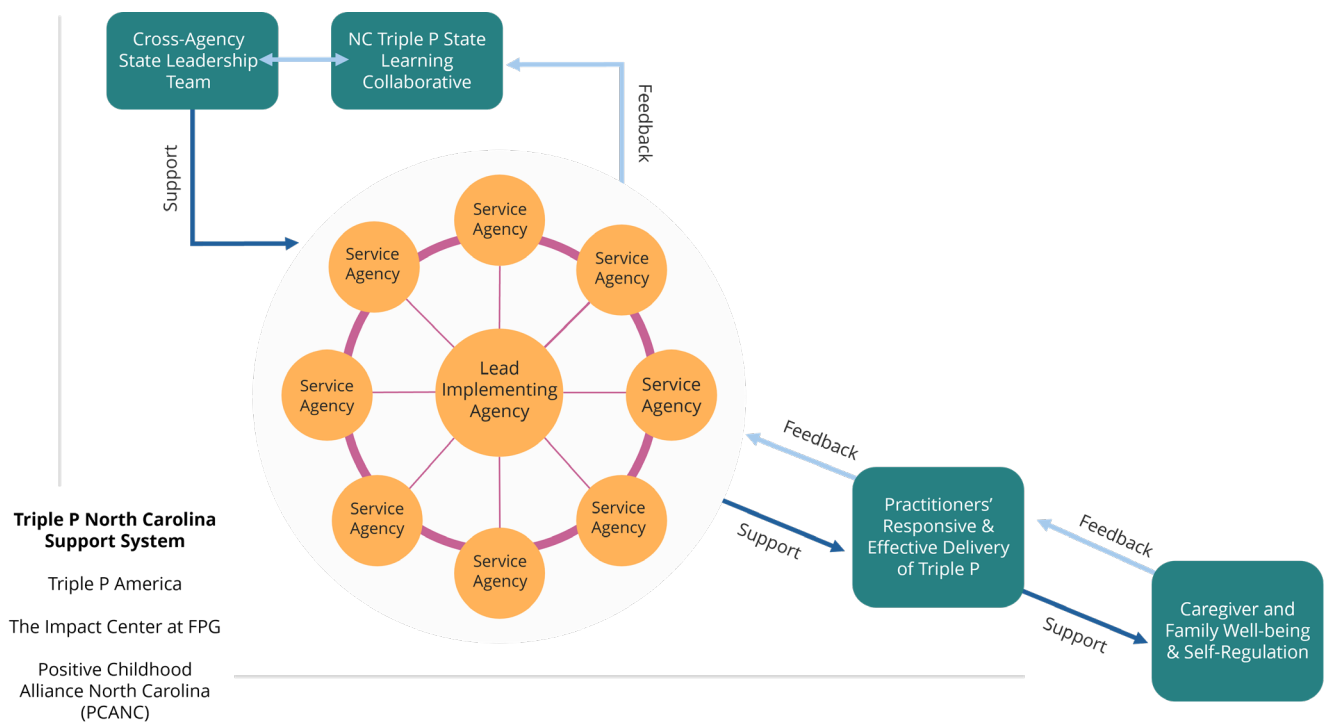 Cross-Agency
State Leadership
Team
NC Triple P State
Learning
Collaborative
Feedback
Support
Service
Agency
Service
Agency
Service
Agency
Service
Agency
Lead
Implementing
Agency
Service
Agency
Service
Agency
Service
Agency
Service
Agency
Feedback
Support
Practitioners’
Responsive &
Effective Delivery
of Triple P
Feedback
Support
Caregiver and
Family Well-being
& Self-Regulation
Triple P North Carolina
Support System
Triple P America
The Impact Center at FPG
Positive Childhood
Alliance North Carolina
(PCANC)